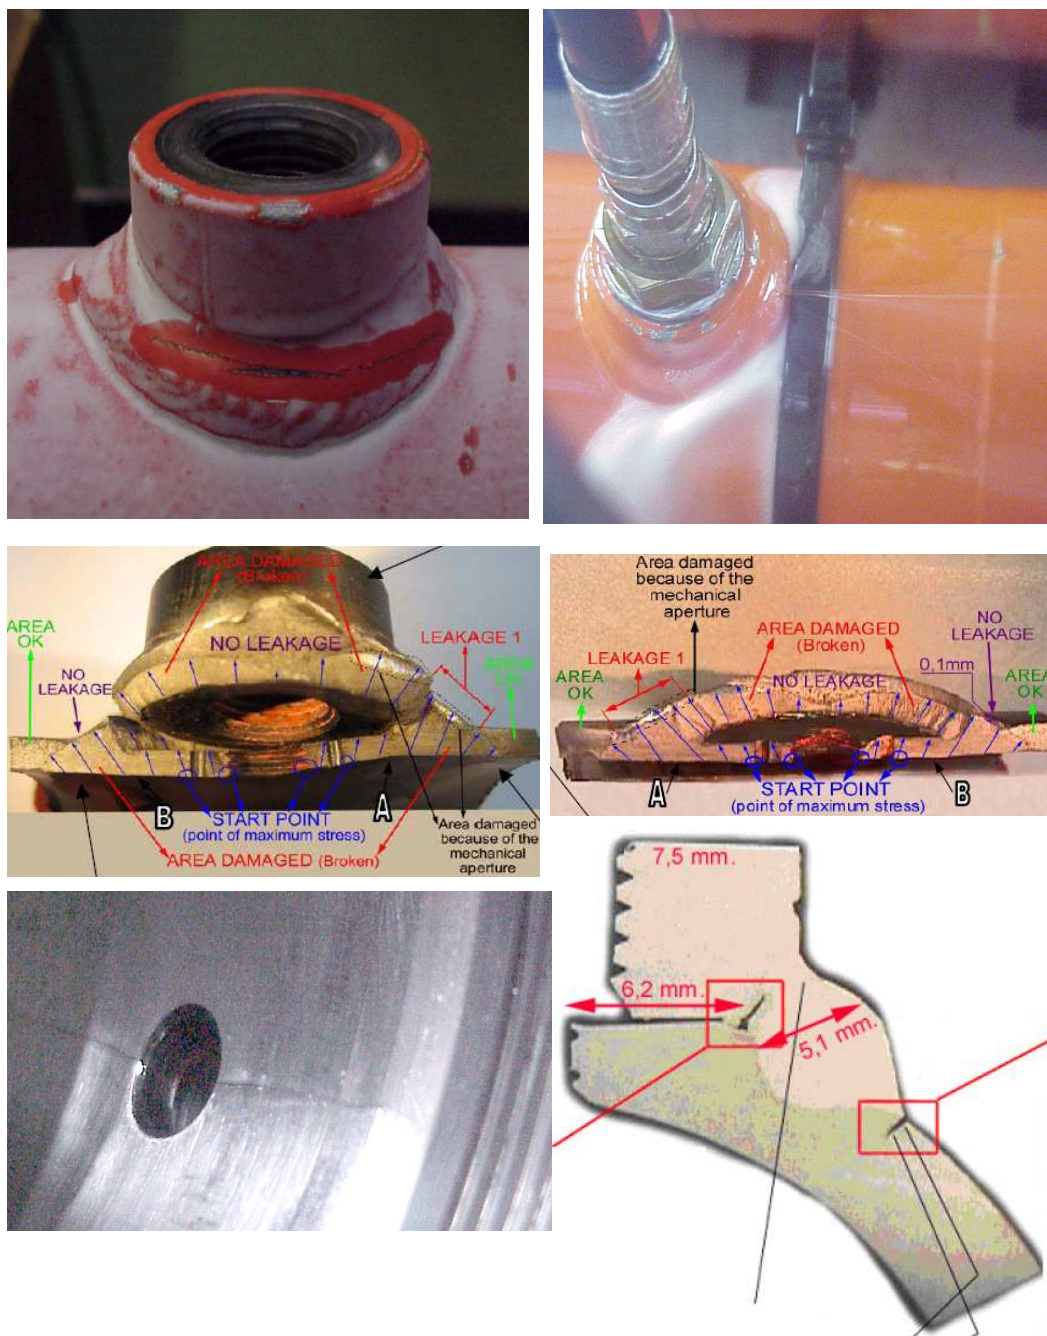 AREA DAMAGED
(Broken)
AREA
OK
NO LEAKAGE
LEAKAGE 1
NO
LEAKAGE
AREA
B
A
START POINT
(point of maximum stress)
AREA DAMAGED (Broken)
Area damaged
because of the
mechanical
aperture
Area damaged
because of the
mechanical
aperture
NO
LEAKAGE
AREA DAMAGED
(Broken)
LEAKAGE 1
NO LEAKAGE
0,1mm
AREA
OK
AREA
OK
A
START POINT
(point of maximum stress)
B
7,5 mm.
6,2 mm.
5,1 mm.